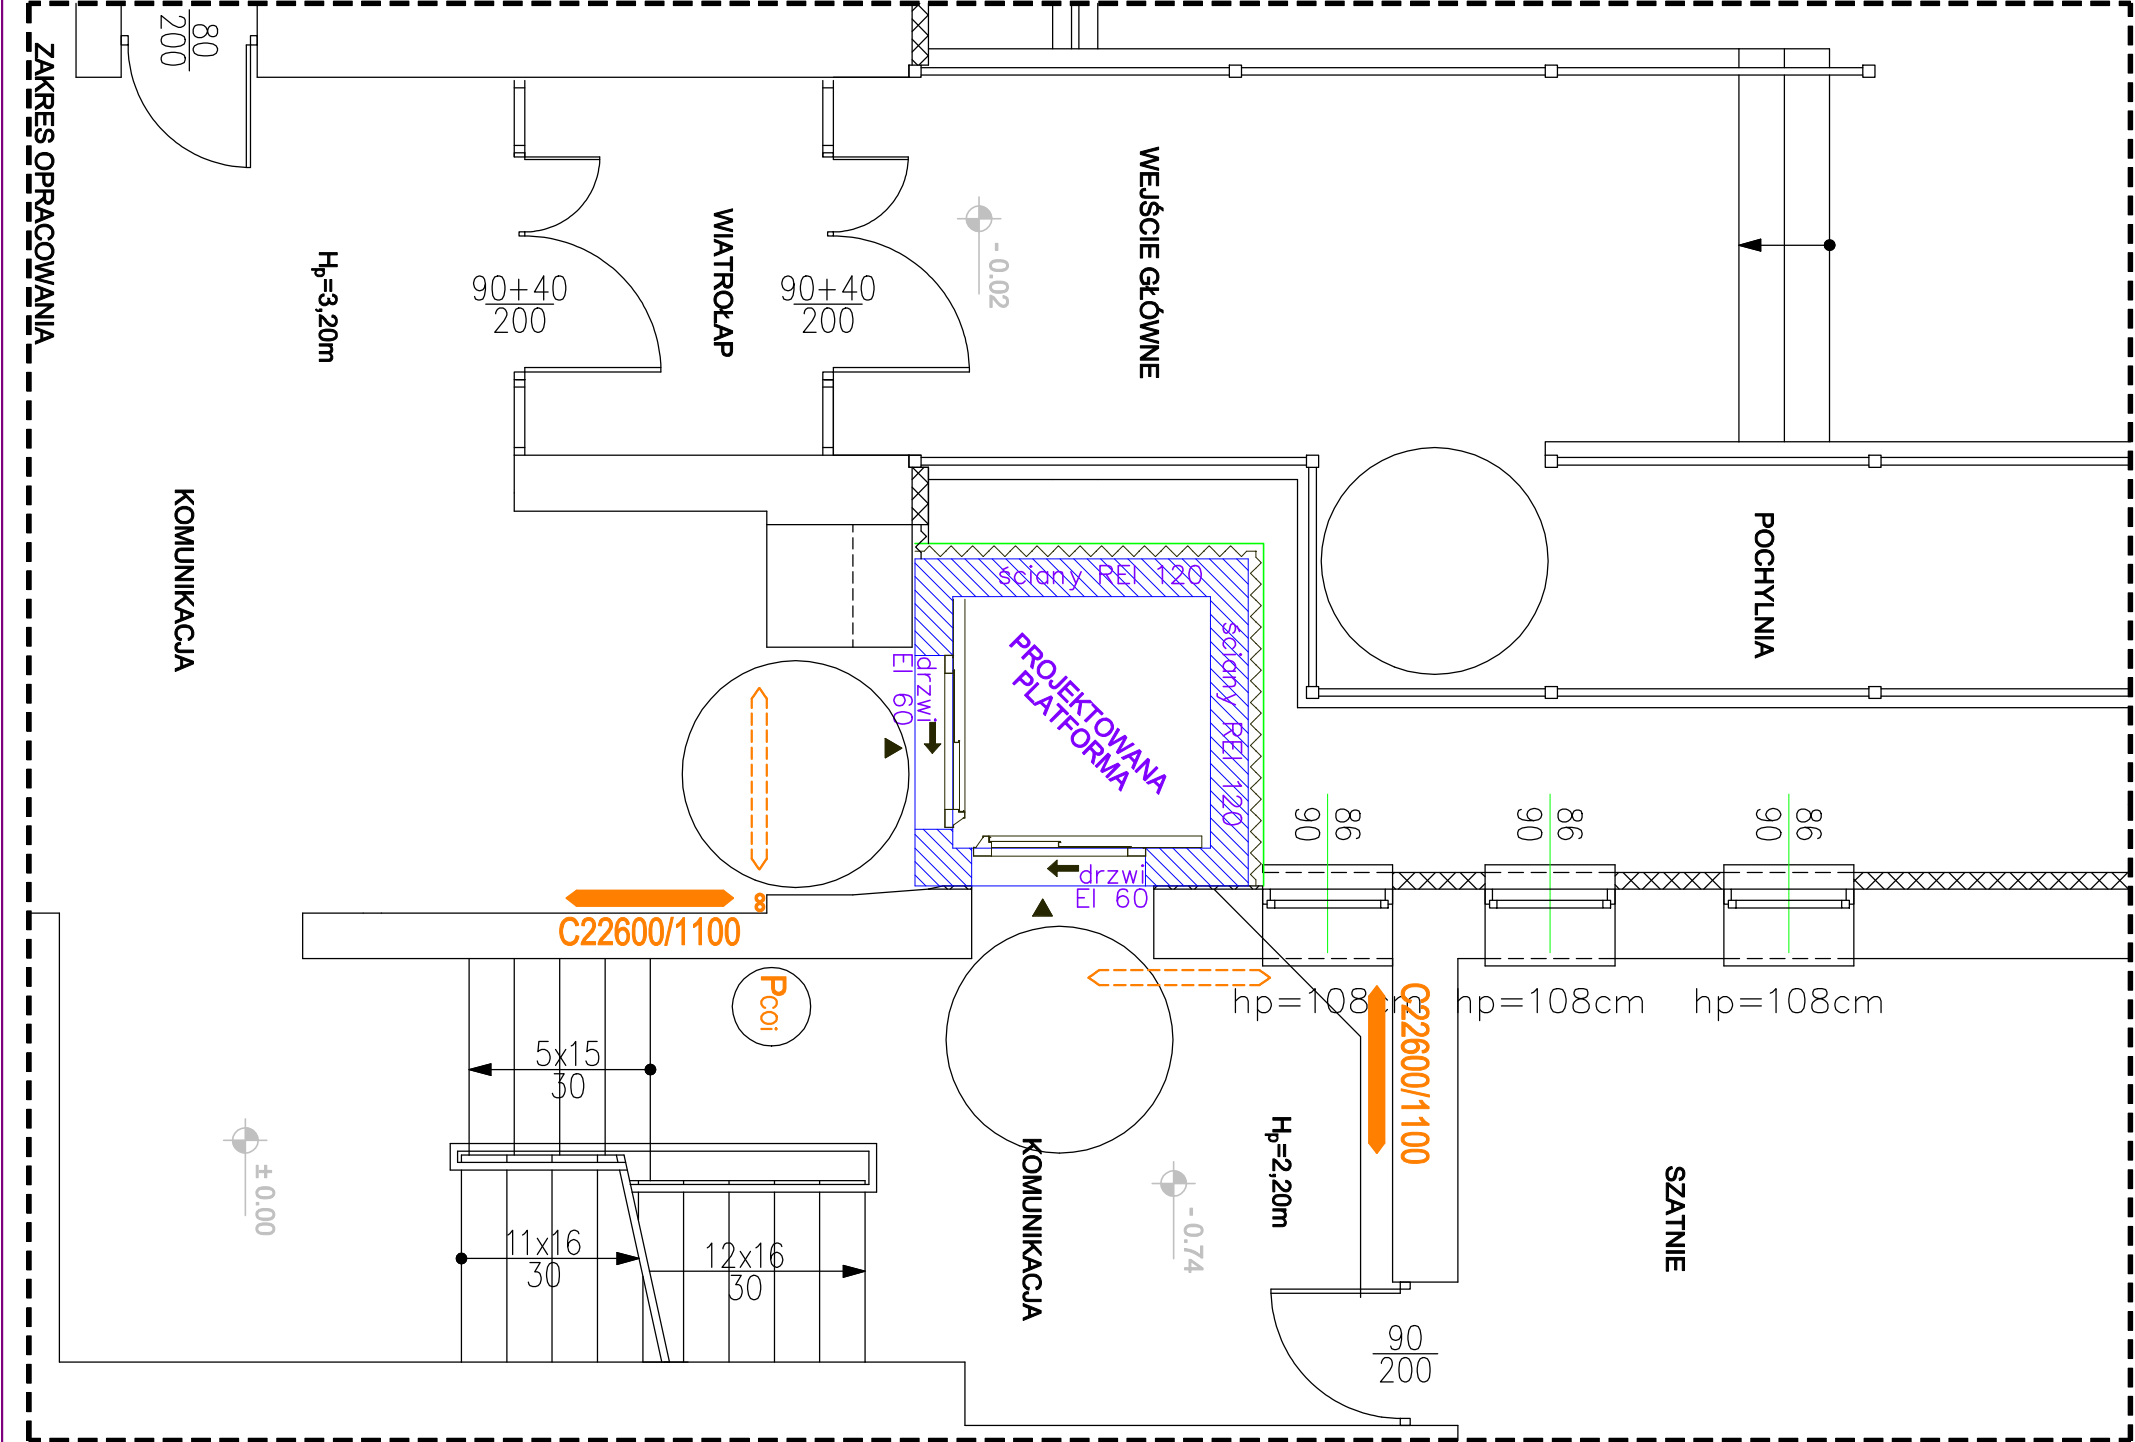 80
200
ZAKRES OPRACOWANIA
Hp=3,20m
90+40
200
WIATROŁAP
90+40
200
- 0.02
WEJŚCIE GŁÓWNE
KOMUNIKACJA
POCHYLNIA
ściany REI 120
ściany REI 120
drzwi
EI 60
PROJEKTOWANA
PLATFORMA
drzwi
EI 60
86
90
86
90
86
90
hp=108cm
hp=108cm
hp=108cm
C22600/1100
8
Pcoi
C22600/1100
5x15
30
11x16
30
12x16
30
± 0.00
KOMUNIKACJA
- 0.74
Hp=2,20m
SZATNIE
90
200